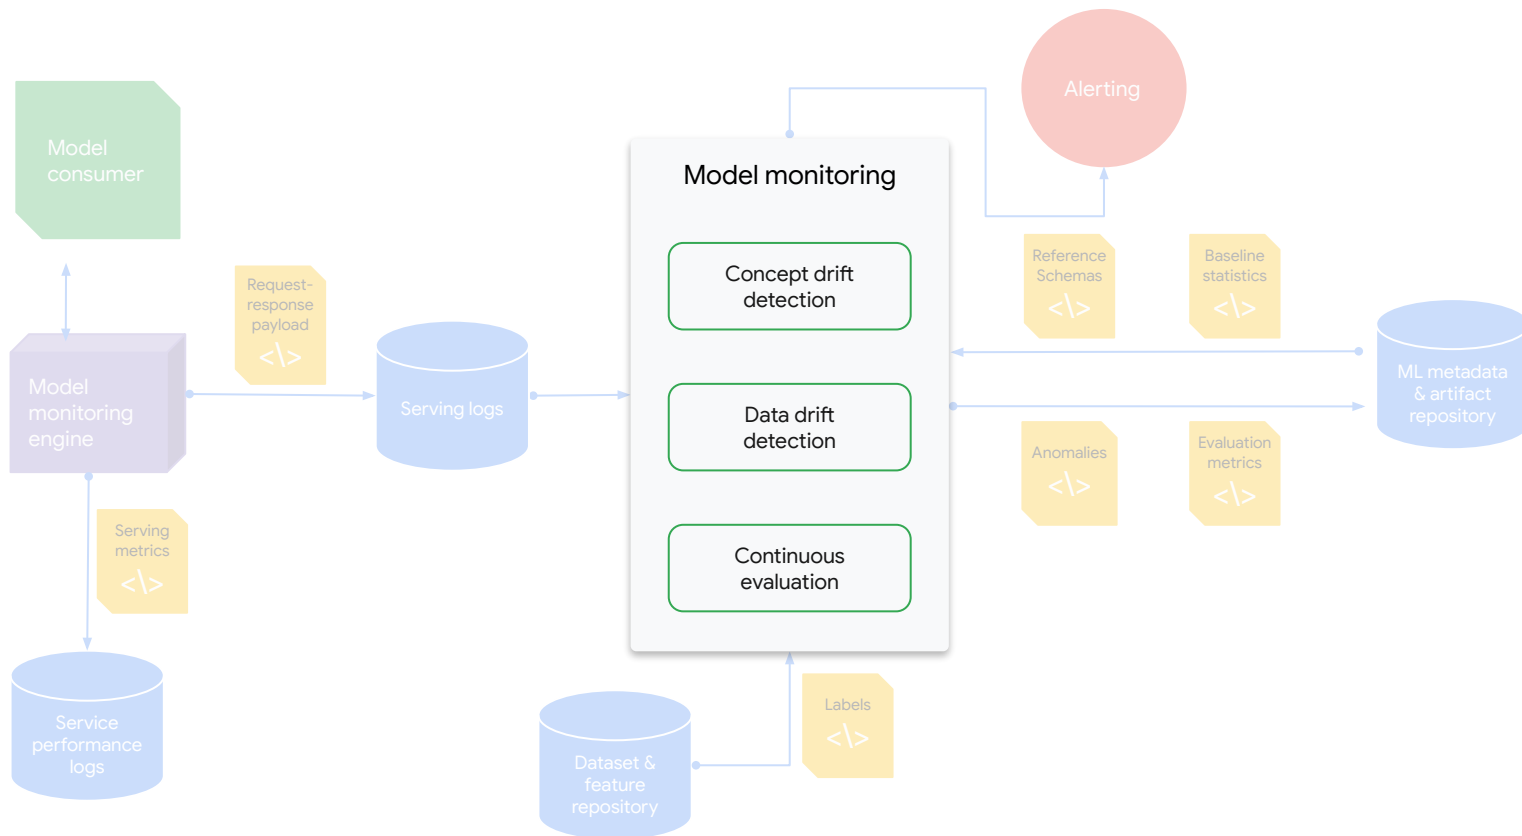 Alerting
Model
consumer
Model monitoring
Concept drift
detection
Data drift
detection
Continuous
evaluation
Request-
response
payload
<\>
Reference
Schemas
<\>
Baseline
statistics
<\>
Model
monitoring
engine
Serving logs
ML metadata
& artifact
repository
Anomalies
<\>
Evaluation
metrics
<\>
Serving
metrics
<\>
Service
performance
logs
Dataset &
feature
repository
Labels
<\>